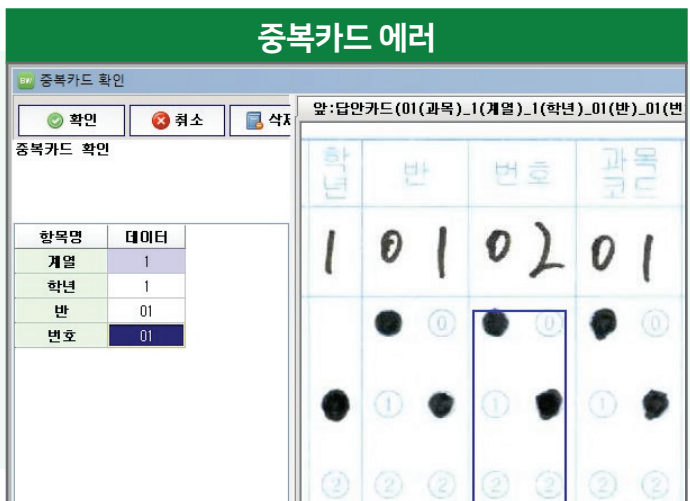 중복카드 에러
중복카드 확인
확인 취소
중복카드 확인
항목명 데이터
계열 1
학년 1
반 01
번호 01
앞:답안카드(01(과목)_1(계열)_1(학년)_01(반)_01(번
학년 반 번호 과목코드
1 0 1 0 2 0 1
0 0 0
1 1 1
2 2 2 2 2 2